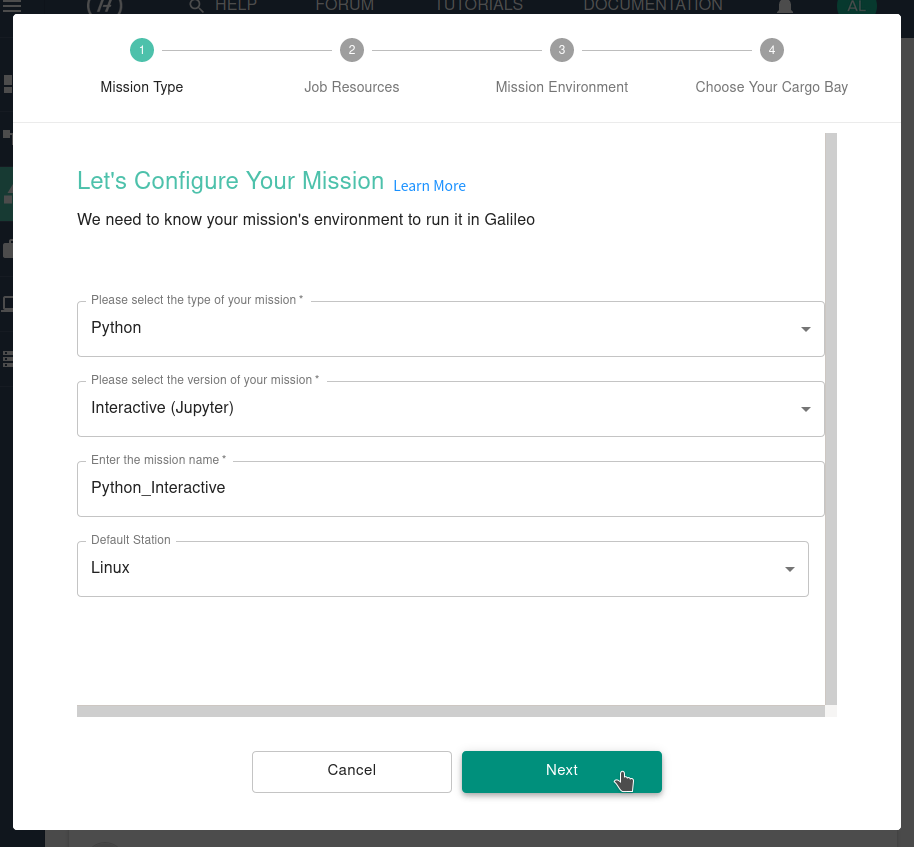 HELP FORUM TUTORIALS DOCUMENTATION AL
1 2 3 4
Mission Type Job Resources Mission Environment Choose Your Cargo Bay
Let's Configure Your Mission Learn More
We need to know your mission's environment to run it in Galileo
Please select the type of your mission *
Python
Please select the version of your mission *
Interactive (Jupyter)
Enter the mission name *
Python_Interactive
Default Station
Linux
Cancel Next